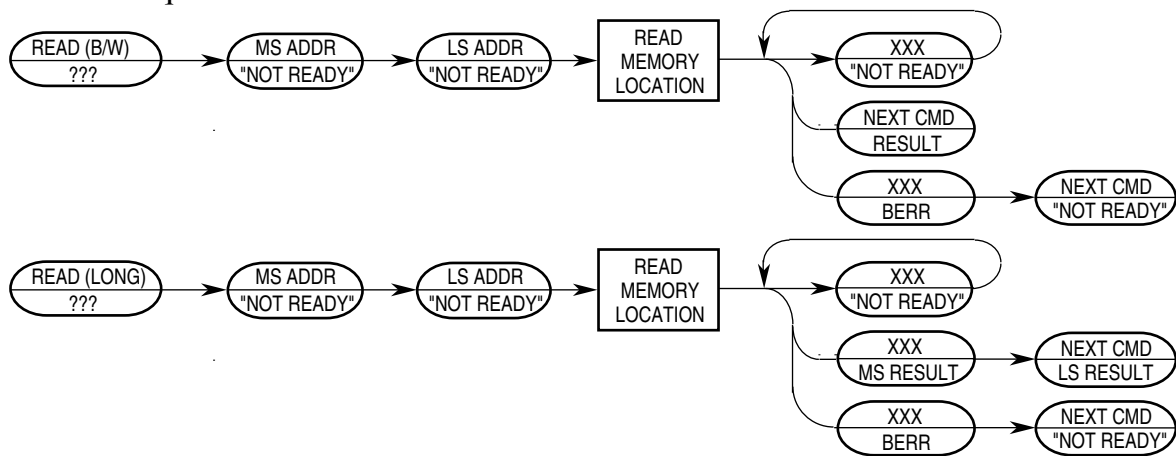 READ (B/W)
???
MS ADDR
"NOT READY"
LS ADDR
"NOT READY"
READ
MEMORY
LOCATION
XXX
"NOT READY"
NEXT CMD
RESULT
XXX
BERR
NEXT CMD
"NOT READY"
READ (LONG)
???
MS ADDR
"NOT READY"
LS ADDR
"NOT READY"
READ
MEMORY
LOCATION
XXX
"NOT READY"
XXX
MS RESULT
NEXT CMD
LS RESULT
XXX
BERR
NEXT CMD
"NOT READY"